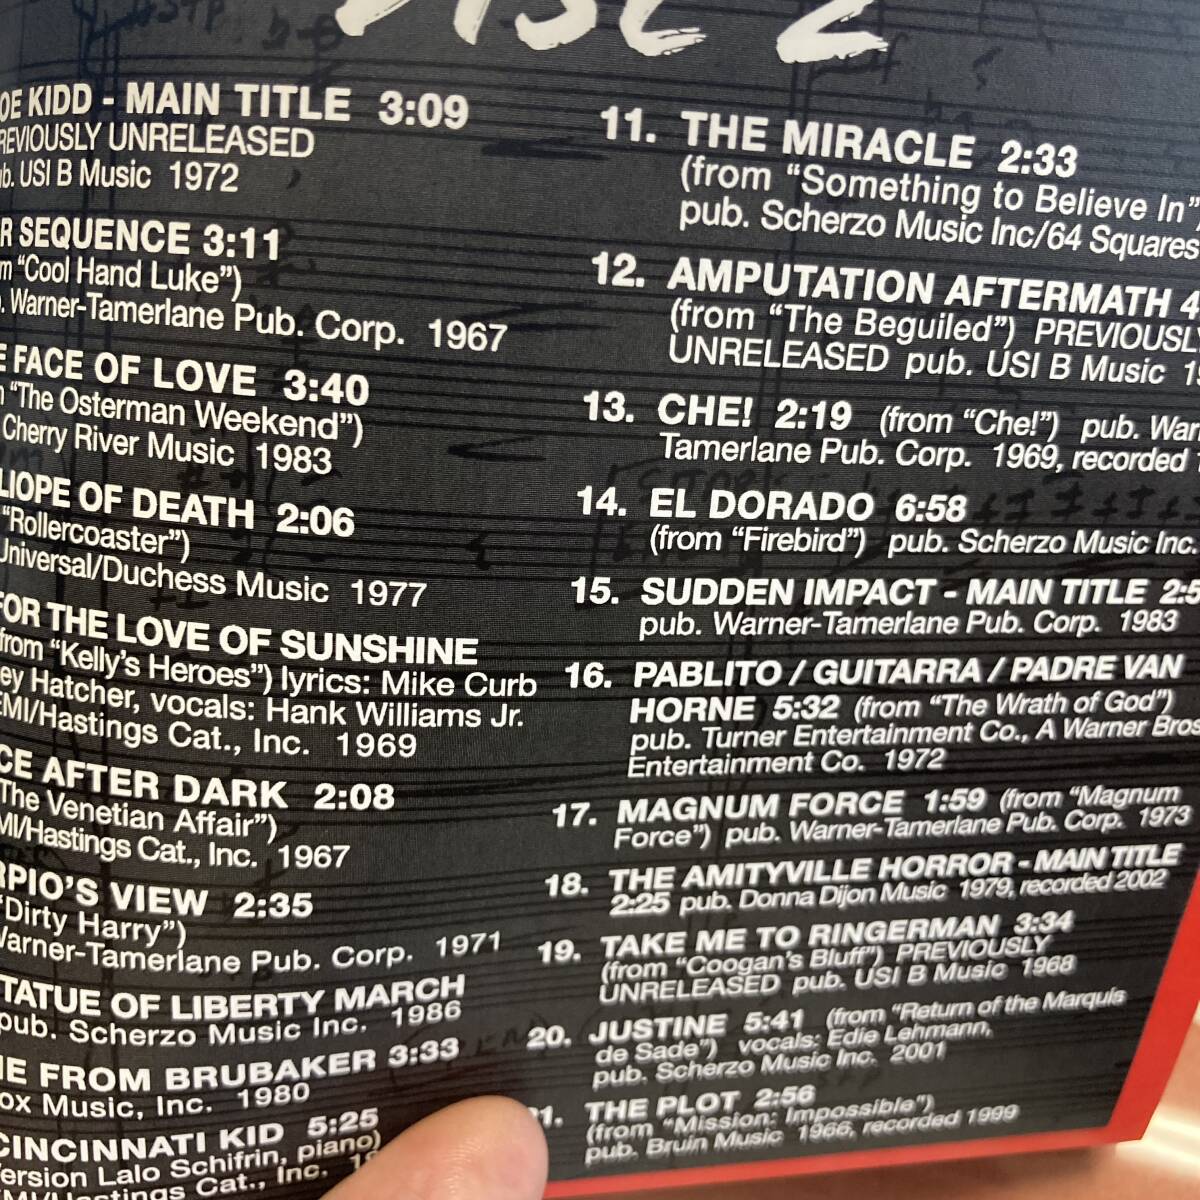 DISC 2
OE KIDD - MAIN TITLE 3:09
REVIOUSLY UNRELEASED
b. USI B Music 1972
R SEQUENCE 3:11
m "Cool Hand Luke")
. Warner-Tamerlane Pub. Corp. 1967
E FACE OF LOVE 3:40
"The Osterman Weekend")
Cherry River Music 1983
LIOPE OF DEATH 2:06
"Rollercoaster")
Universal/Duchess Music 1977
FOR THE LOVE OF SUNSHINE
from "Kelly's Heroes") lyrics: Mike Curb
ey Hatcher, vocals: Hank Williams Jr.
EMI/Hastings Cat., Inc. 1969
CE AFTER DARK 2:08
The Venetian Affair")
MI/Hastings Cat., Inc. 1967
RPIO'S VIEW 2:35
"Dirty Harry")
Warner-Tamerlane Pub. Corp. 1971
TATUE OF LIBERTY MARCH
pub. Scherzo Music Inc. 1986
ME FROM BRUBAKER 3:33
ox Music, Inc. 1980
CINCINNATI KID 5:25
ersion Lalo Schifrin, piano)
EMI/Hastings Cat., Inc.
11. THE MIRACLE 2:33
(from "Something to Believe In"
pub. Scherzo Music Inc/64 Squares
12. AMPUTATION AFTERMATH 4
(from "The Beguiled") PREVIOUSLY
UNRELEASED pub. USI B Music
13. CHE! 2:19 (from "Che!") pub. War
Tamerlane Pub. Corp. 1969, recorded
14. EL DORADO 6:58
(from "Firebird") pub. Scherzo Music Inc.
15. SUDDEN IMPACT - MAIN TITLE 2:5
pub. Warner-Tamerlane Pub. Corp. 1983
16. PABLITO / GUITARRA / PADRE VAN
HORNE 5:32 (from "The Wrath of God")
pub. Turner Entertainment Co., A Warner Bros
Entertainment Co. 1972
17. MAGNUM FORCE 1:59 (from "Magnum
Force") pub. Warner-Tamerlane Pub. Corp. 1973
18. THE AMITYVILLE HORROR - MAIN TITLE
2:25 pub. Donna Dijon Music 1979, recorded 2002
19. TAKE ME TO RINGERMAN 3:34
(from "Coogan's Bluff") PREVIOUSLY
UNRELEASED pub. USI B Music 1968
20. JUSTINE 5:41 (from "Return of the Marquis
de Sade") vocals: Edie Lehmann,
pub. Scherzo Music Inc. 2001
21. THE PLOT 2:56
(from "Mission: Impossible")
pub. Bruin Music 1966, recorded 1999